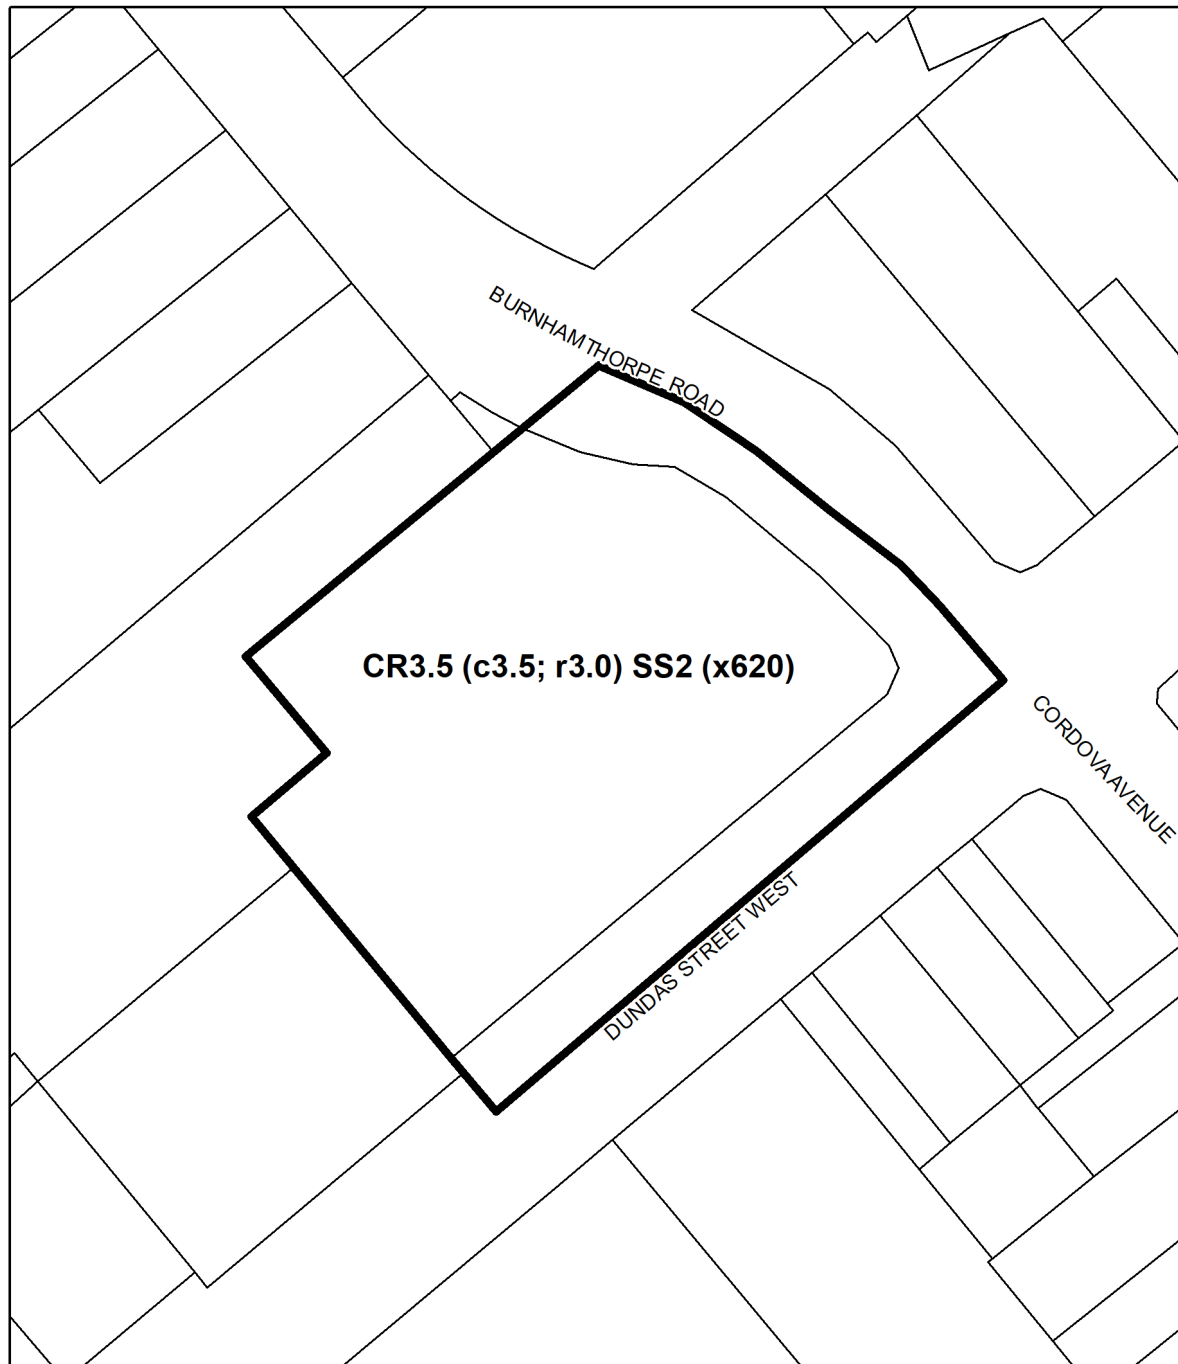 BURNHAMTHORPE ROAD
CR3.5 (c3.5; r3.0) SS2 (x620)
CORDOVA AVENUE
DUNDAS STREET WEST